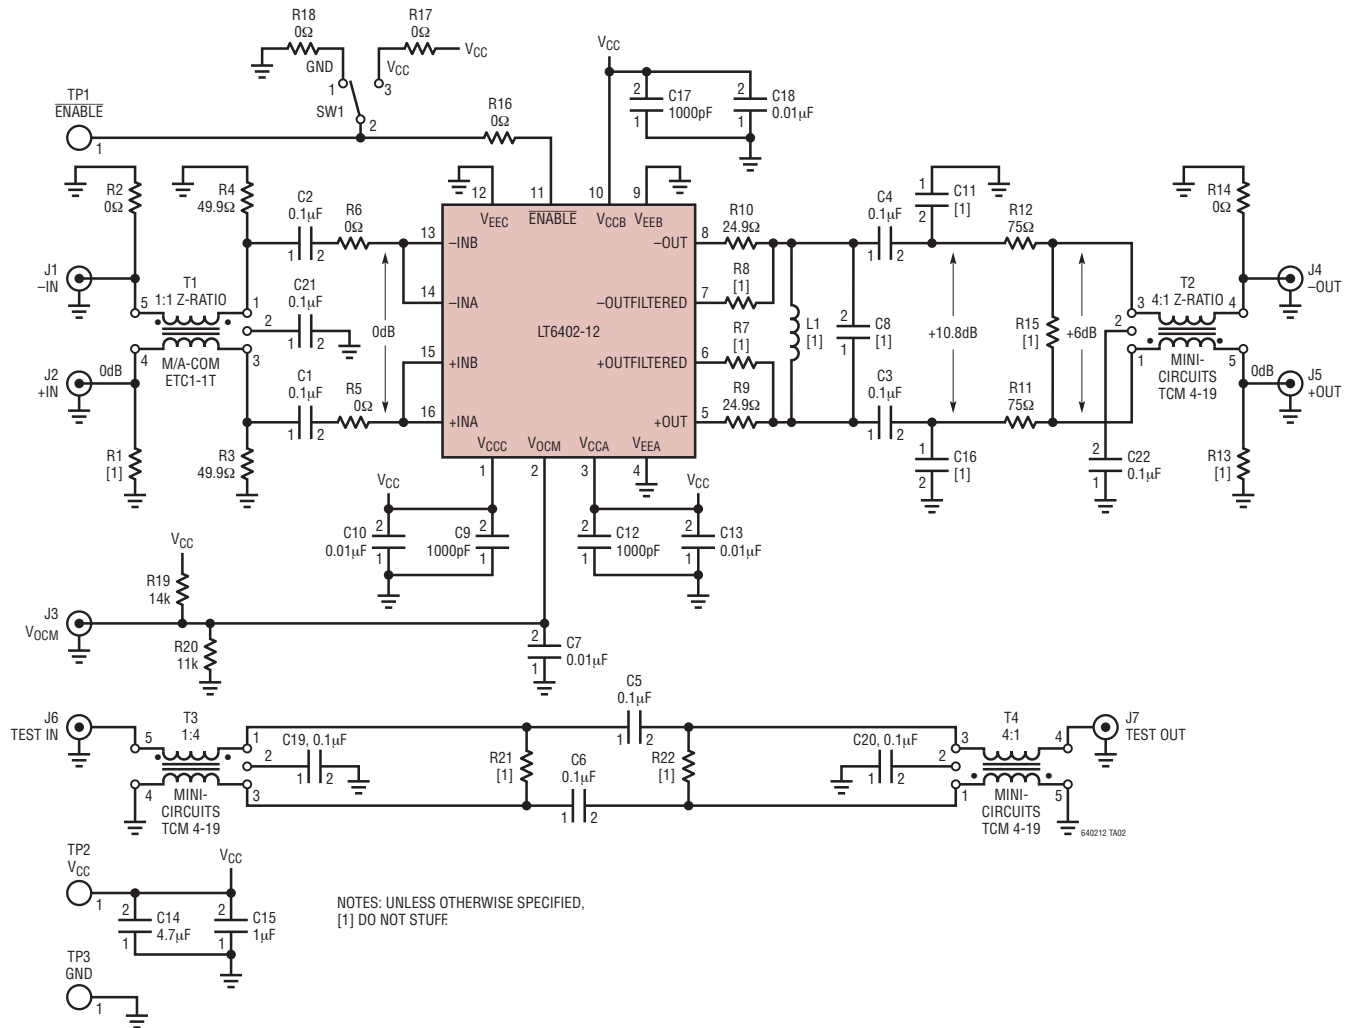 R18
0Ω
R17
0Ω
VCC
GND
VCC
1
3
SW1
2
TP1
ENABLE
1
R16
0Ω
VCC
2
C17
1000pF
1
2
C18
0.01µF
1
R2
0Ω
R4
49.9Ω
C2
0.1µF
1
2
R6
0Ω
12
11
10
9
VEEC
ENABLE
VCCB
VEEB
13
–INB
14
–INA
15
+INB
16
+INA
LT6402-12
–OUT
8
–OUTFILTERED
7
+OUTFILTERED
6
+OUT
5
VCCC
VOCM
VCCA
VEEA
1
2
3
4
J1
–IN
T1
1:1 Z-RATIO
5
1
2
4
3
M/A-COM
ETC1-1T
C21
0.1µF
1
2
0dB
J2
+IN
0dB
C1
0.1µF
1
2
R5
0Ω
R1
[1]
R3
49.9Ω
R10
24.9Ω
R8
[1]
R7
[1]
R9
24.9Ω
L1
[1]
2
C8
[1]
1
C4
0.1µF
1
2
C3
0.1µF
1
2
1
C11
[1]
2
1
C16
[1]
2
+10.8dB
R12
75Ω
R11
75Ω
R15
[1]
+6dB
R14
0Ω
T2
4:1 Z-RATIO
3
4
2
1
5
MINI-
CIRCUITS
TCM 4-19
J4
–OUT
0dB
J5
+OUT
2
C22
0.1µF
1
R13
[1]
VCC
C10
0.01µF
2
1
C9
1000pF
2
1
VCC
2
C12
1000pF
1
2
C13
0.01µF
1
VCC
R19
14k
J3
VOCM
R20
11k
2
C7
0.01µF
1
J6
TEST IN
T3
1:4
5
1
2
4
3
MINI-
CIRCUITS
TCM 4-19
C19, 0.1µF
1
2
R21
[1]
C5
0.1µF
1
2
C6
0.1µF
1
2
R22
[1]
C20, 0.1µF
1
2
T4
4:1
3
4
2
1
5
MINI-
CIRCUITS
TCM 4-19
J7
TEST OUT
640212 TA02
TP2
VCC
1
VCC
2
C14
4.7µF
1
2
C15
1µF
1
TP3
GND
1
NOTES: UNLESS OTHERWISE SPECIFIED,
[1] DO NOT STUFF.